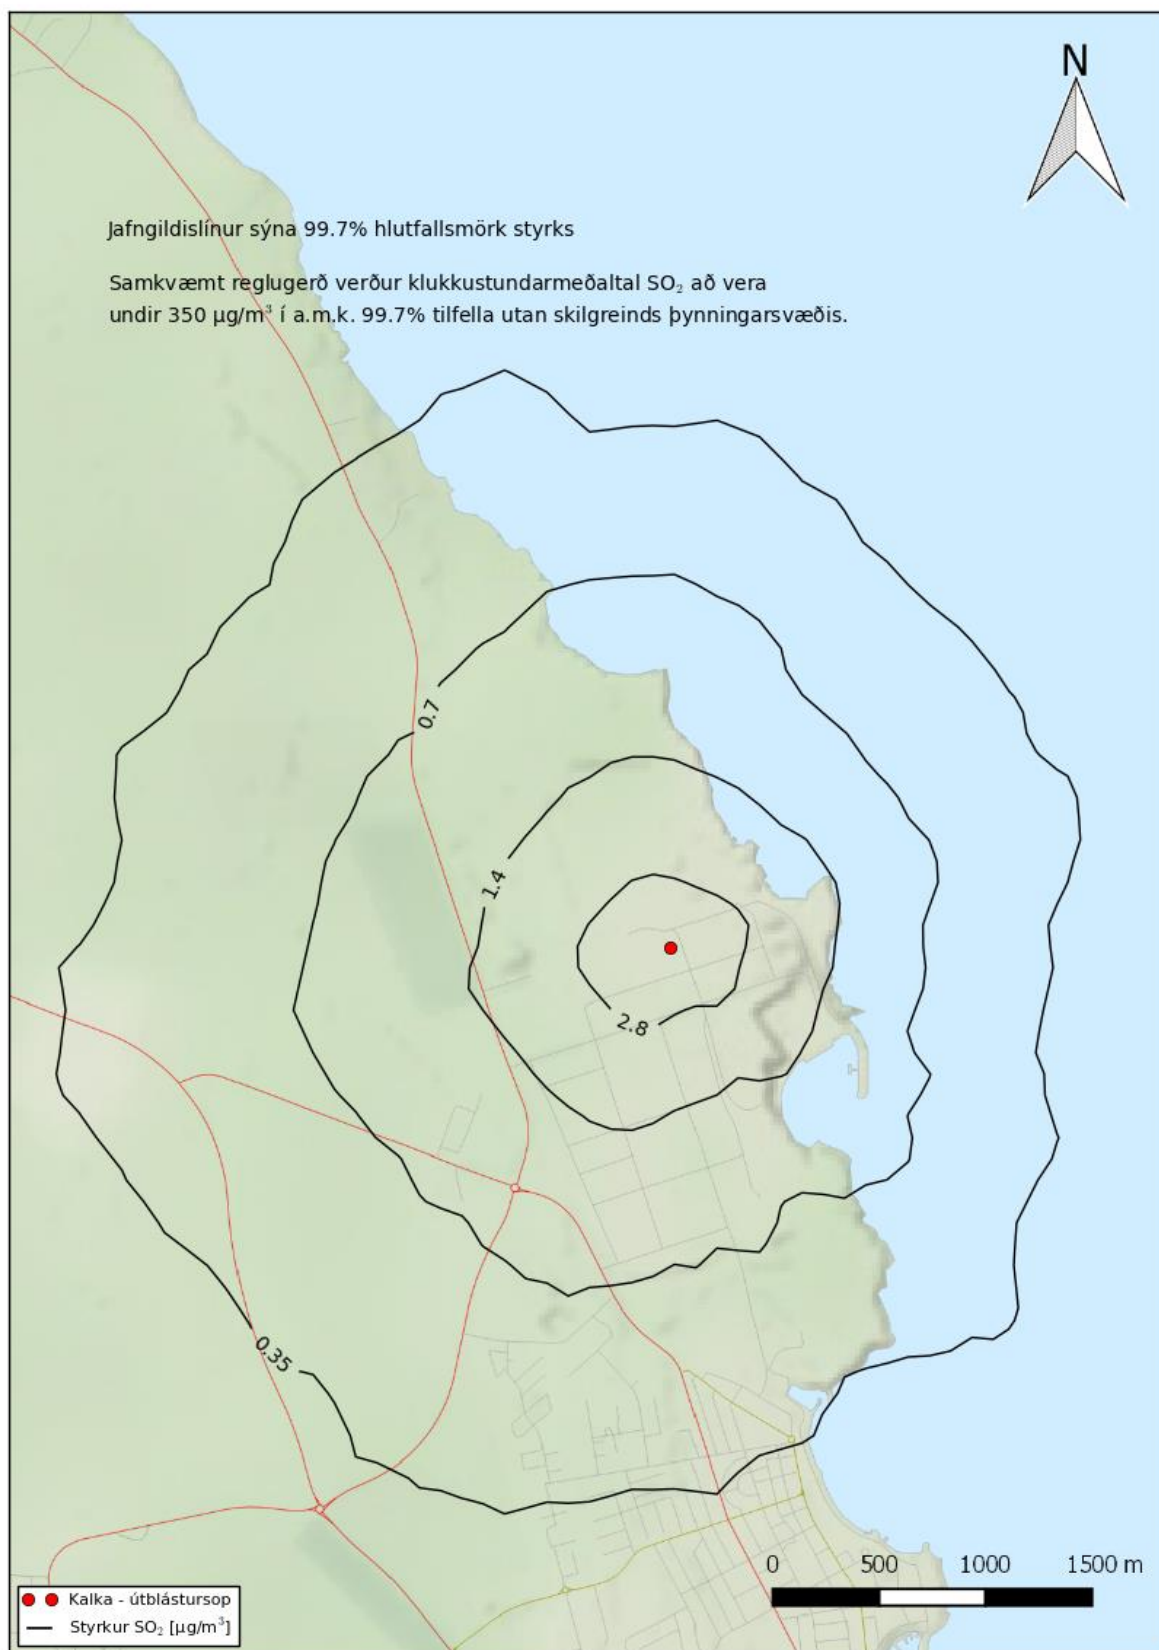 N
Jafngildislínur sýna 99.7% hlutfallsmörk styrks
Samkvæmt reglugerð verður klukkustundarmeðaltal SO₂ að vera
undir 350 µg/m³ í a.m.k. 99.7% tilfella utan skilgreinds þynningarsvæðis.
0.7
1.4
2.8
0.35
0 500 1000 1500 m
Kalka - útblástursop
Styrkur SO₂ [µg/m³]